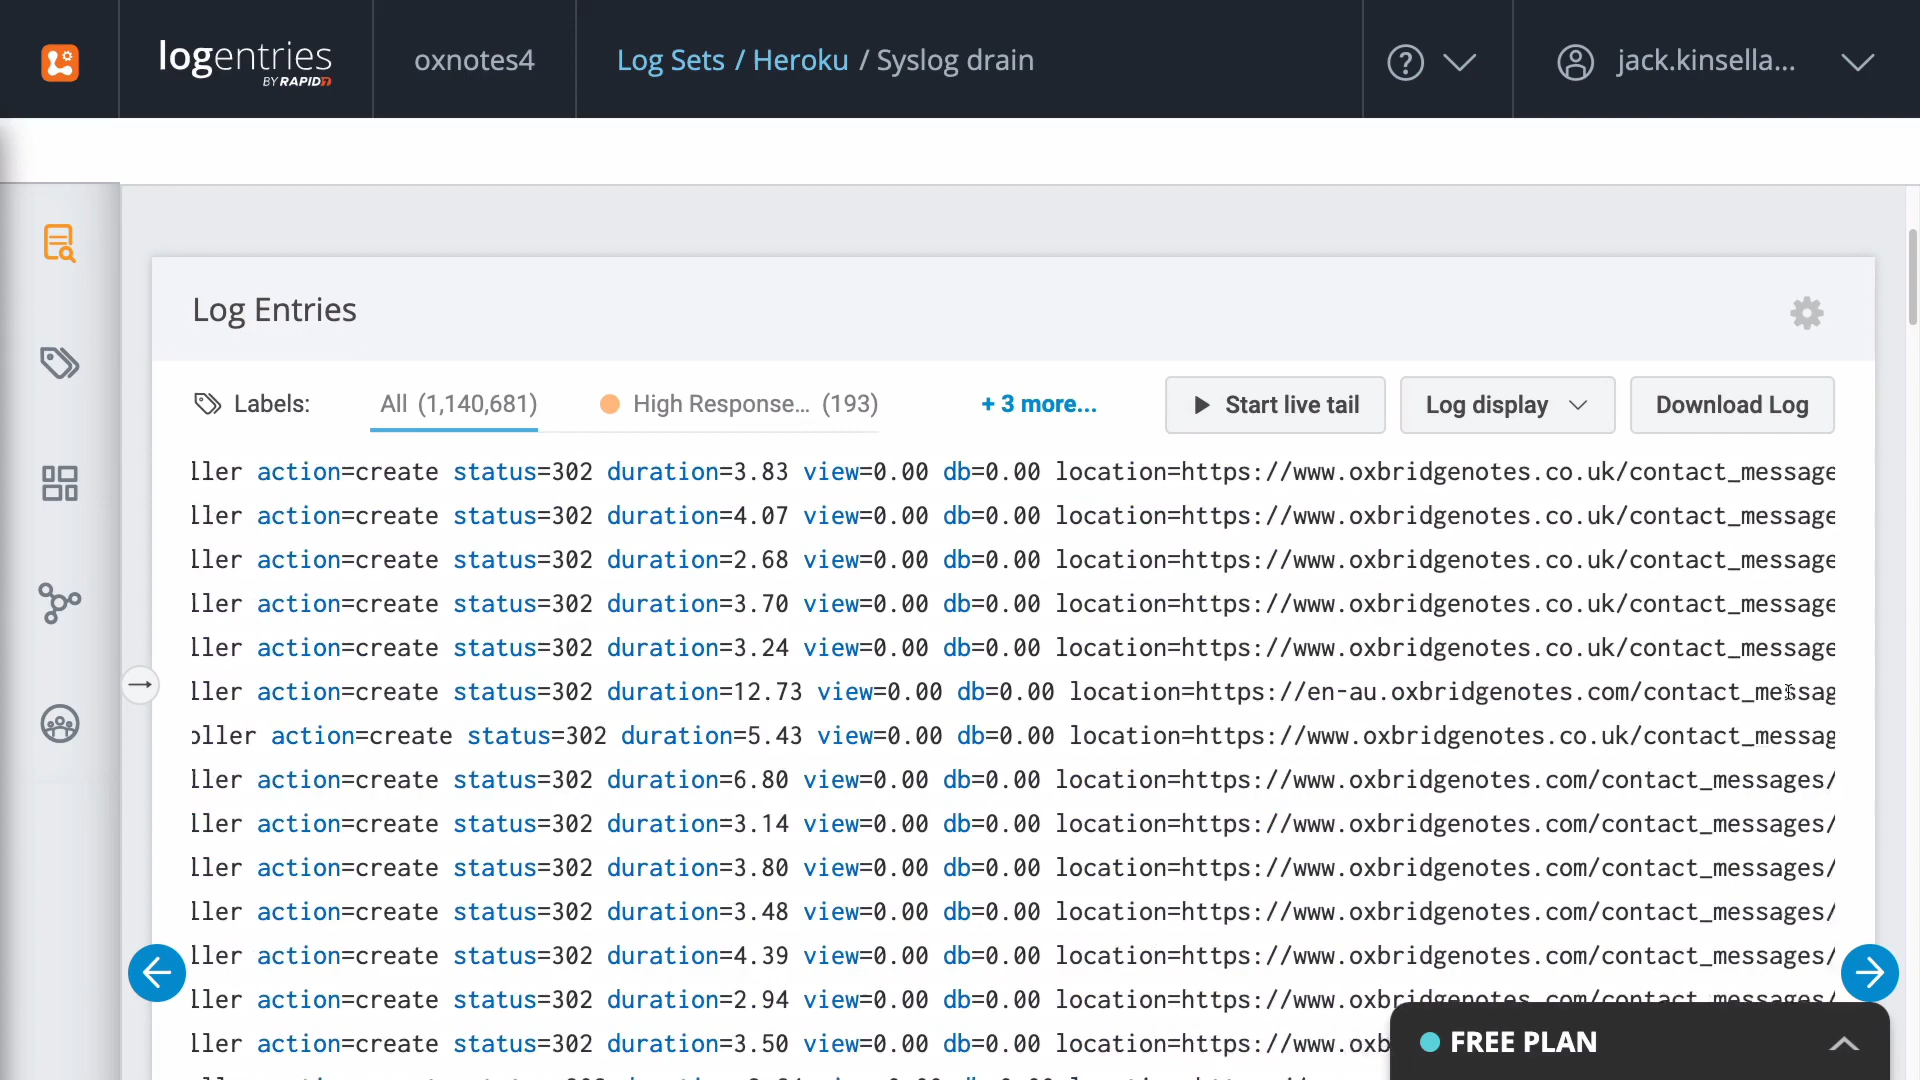 logentries
BY RAPID7
oxnotes4
Log Sets / Heroku / Syslog drain
?
jack.kinsella...
Log Entries
Labels:
All (1,140,681)
High Response... (193)
+ 3 more...
Start live tail
Log display
Download Log
ller action=create status=302 duration=3.83 view=0.00 db=0.00 location=https://www.oxbridgenotes.co.uk/contact_message
ller action=create status=302 duration=4.07 view=0.00 db=0.00 location=https://www.oxbridgenotes.co.uk/contact_message
ller action=create status=302 duration=2.68 view=0.00 db=0.00 location=https://www.oxbridgenotes.co.uk/contact_message
ller action=create status=302 duration=3.70 view=0.00 db=0.00 location=https://www.oxbridgenotes.co.uk/contact_message
ller action=create status=302 duration=3.24 view=0.00 db=0.00 location=https://www.oxbridgenotes.co.uk/contact_message
ller action=create status=302 duration=12.73 view=0.00 db=0.00 location=https://en-au.oxbridgenotes.com/contact_messag
oller action=create status=302 duration=5.43 view=0.00 db=0.00 location=https://www.oxbridgenotes.co.uk/contact_messag
ller action=create status=302 duration=6.80 view=0.00 db=0.00 location=https://www.oxbridgenotes.com/contact_messages/
ller action=create status=302 duration=3.14 view=0.00 db=0.00 location=https://www.oxbridgenotes.com/contact_messages/
ller action=create status=302 duration=3.80 view=0.00 db=0.00 location=https://www.oxbridgenotes.com/contact_messages/
ller action=create status=302 duration=3.48 view=0.00 db=0.00 location=https://www.oxbridgenotes.com/contact_messages/
ller action=create status=302 duration=4.39 view=0.00 db=0.00 location=https://www.oxbridgenotes.com/contact_messages/
ller action=create status=302 duration=2.94 view=0.00 db=0.00 location=https://www.oxbridgenotes.com/contact_messages/
ller action=create status=302 duration=3.50 view=0.00 db=0.00 location=https://www.oxb
FREE PLAN